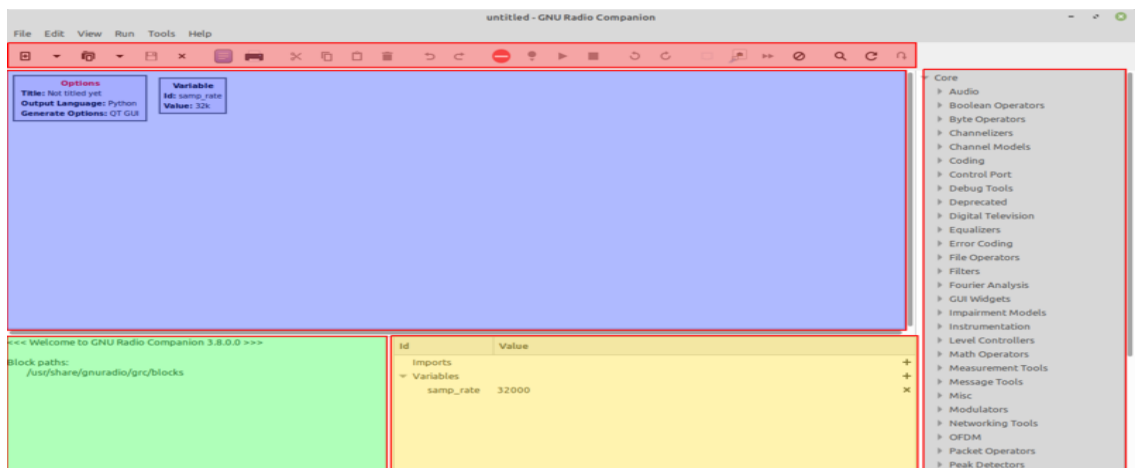 untitled - GNU Radio Companion
File Edit View Run Tools Help
Options
Title: Not titled yet
Output Language: Python
Generate Options: QT GUI
Variable
Id: samp_rate
Value: 32k
<<< Welcome to GNU Radio Companion 3.8.0.0 >>>
Block paths:
/usr/share/gnuradio/grc/blocks
Id Value
Imports
Variables
samp_rate 32000
Core
Audio
Boolean Operators
Byte Operators
Channelizers
Channel Models
Coding
Control Port
Debug Tools
Deprecated
Digital Television
Equalizers
Error Coding
File Operators
Filters
Fourier Analysis
GUI Widgets
Impairment Models
Instrumentation
Level Controllers
Math Operators
Measurement Tools
Message Tools
Misc
Modulators
Networking Tools
OFDM
Packet Operators
Peak Detectors